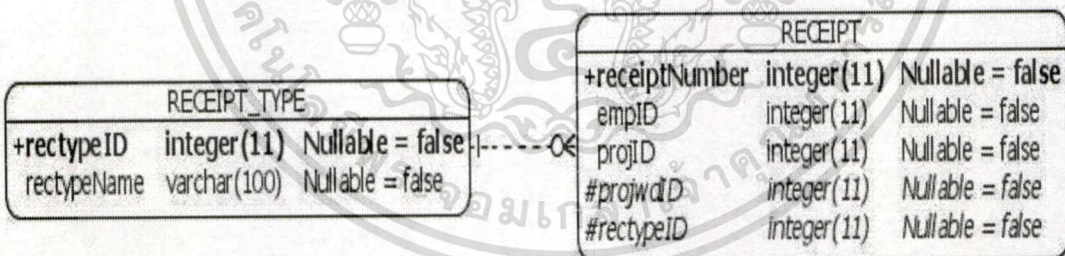 RECEIPT_TYPE
+rectypeID integer(11) Nullable = false
rectypeName varchar(100) Nullable = false
RECEIPT
+receiptNumber integer(11) Nullable = false
empID integer(11) Nullable = false
projID integer(11) Nullable = false
#projwdID integer(11) Nullable = false
#rectypeID integer(11) Nullable = false